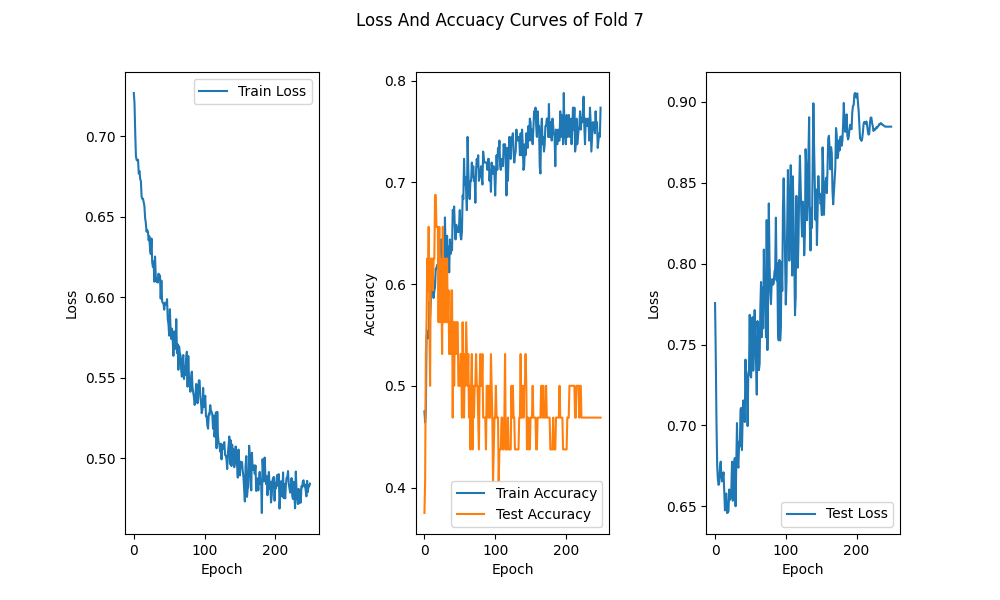 Loss And Accuacy Curves of Fold 7
Train Loss
0.70
0.65
0.60
0.55
0.50
Loss
0
100
200
Epoch
0.8
0.7
0.6
0.5
0.4
Accuracy
Train Accuracy
Test Accuracy
0
100
200
Epoch
0.90
0.85
0.80
0.75
0.70
0.65
Loss
Test Loss
0
100
200
Epoch